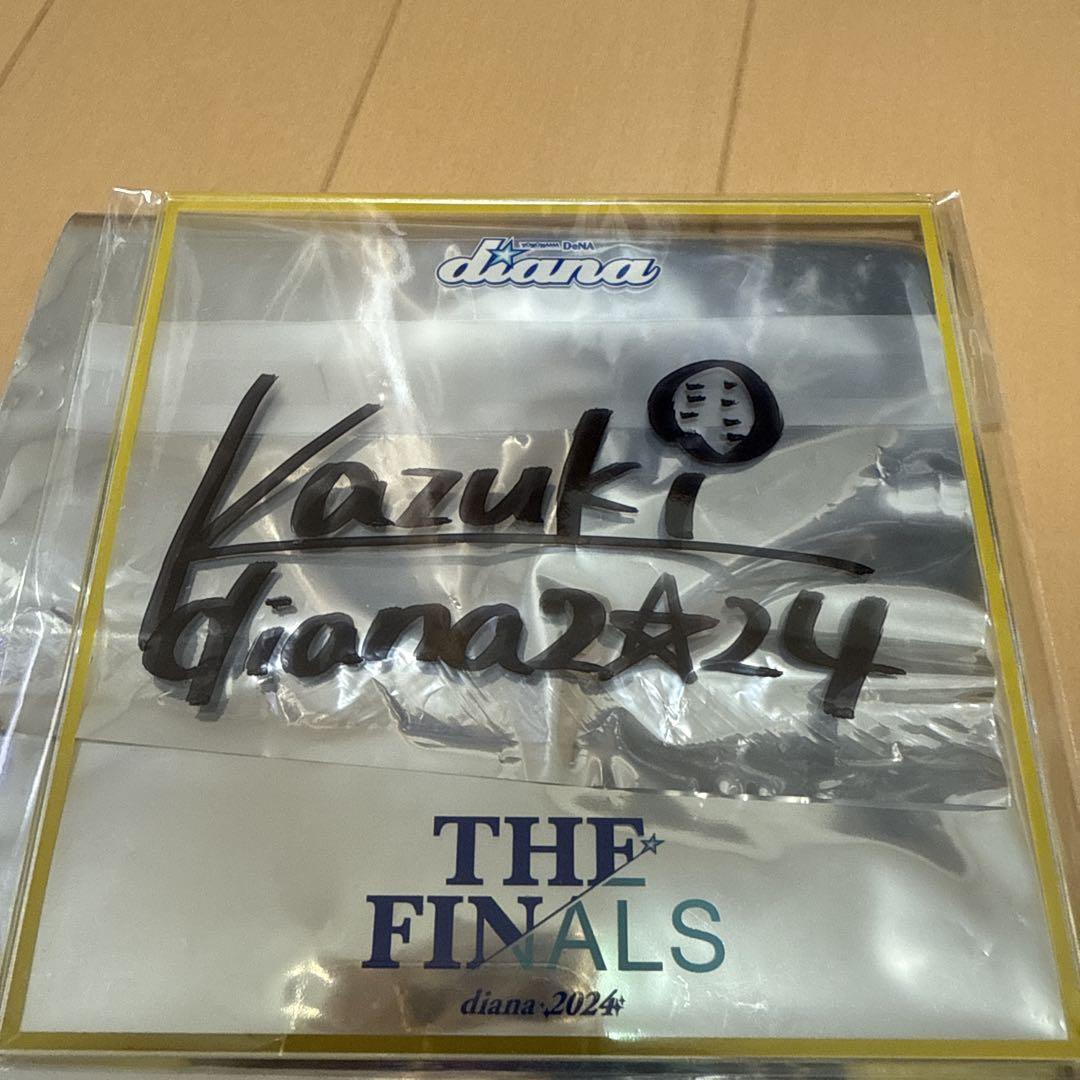 YOKOHAMA DeNA
diana
Kazuki
diana2☆24
THE
FINALS
diana 2024